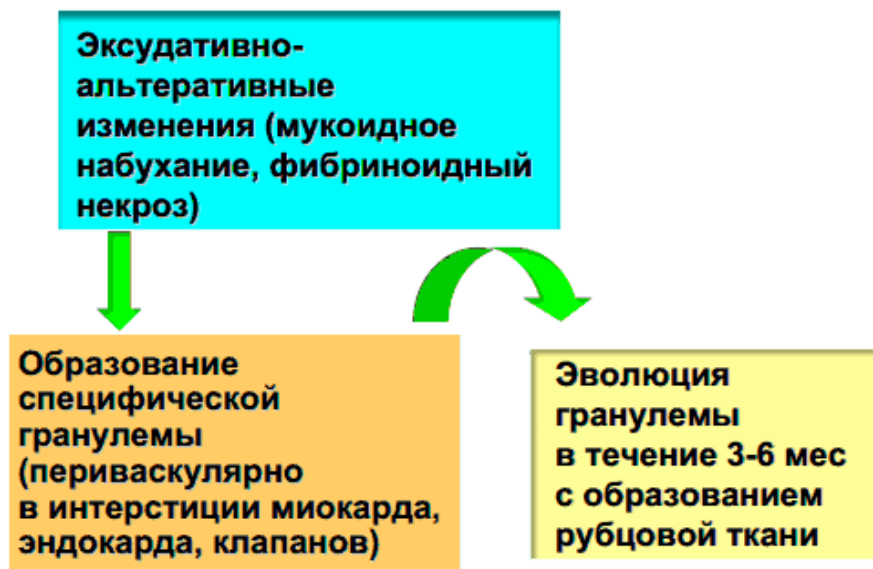 Эксудативно-
альтеративные
изменения (мукоидное
набухание, фибриноидный
некроз)
Образование
специфической
гранулемы
(периваскулярно
в интерстиции миокарда,
эндокарда, клапанов)
Эволюция
гранулемы
в течение 3-6 мес
с образованием
рубцовой ткани